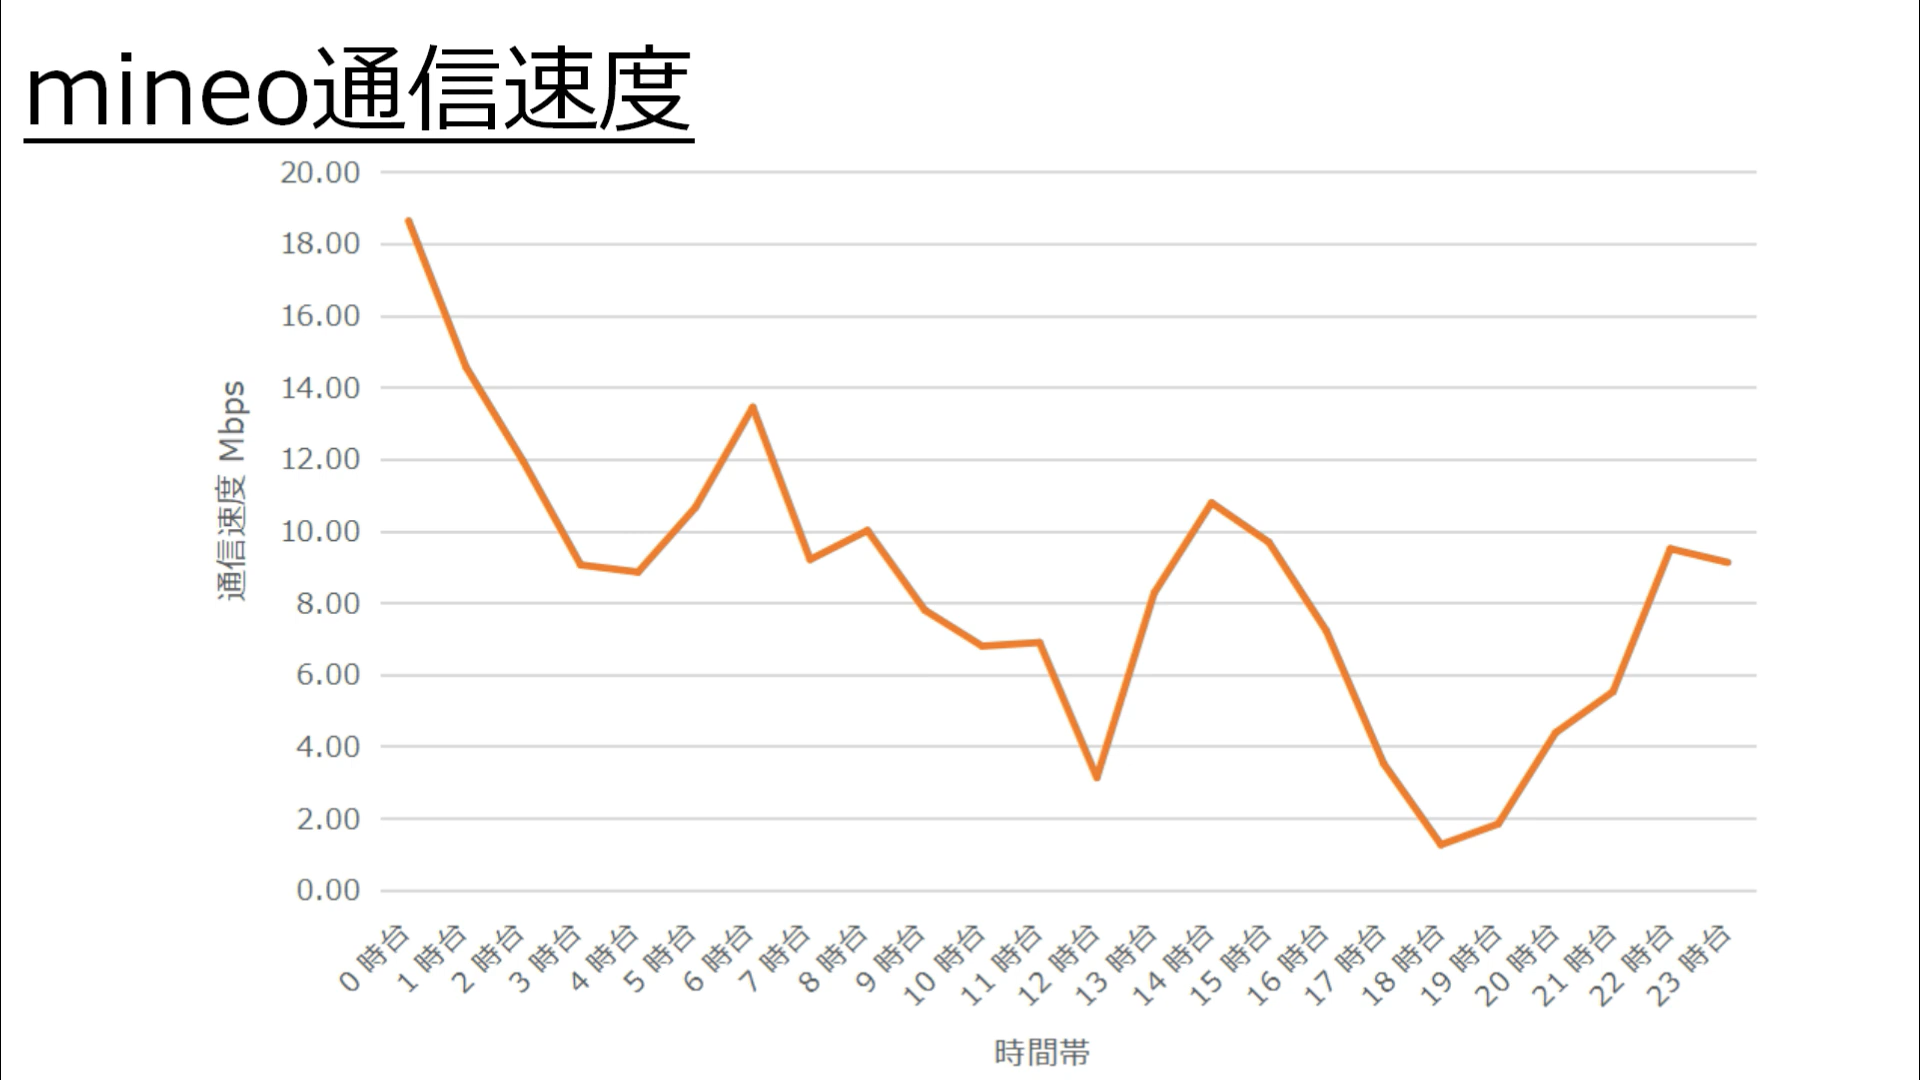 mineo通信速度
20.00
18.00
16.00
14.00
12.00
10.00
8.00
6.00
4.00
2.00
0.00
通信速度 Mbps
0 時台
1 時台
2 時台
3 時台
4 時台
5 時台
6 時台
7 時台
8 時台
9 時台
10 時台
11 時台
12 時台
13 時台
14 時台
15 時台
16 時台
17 時台
18 時台
19 時台
20 時台
21 時台
22 時台
23 時台
時間帯